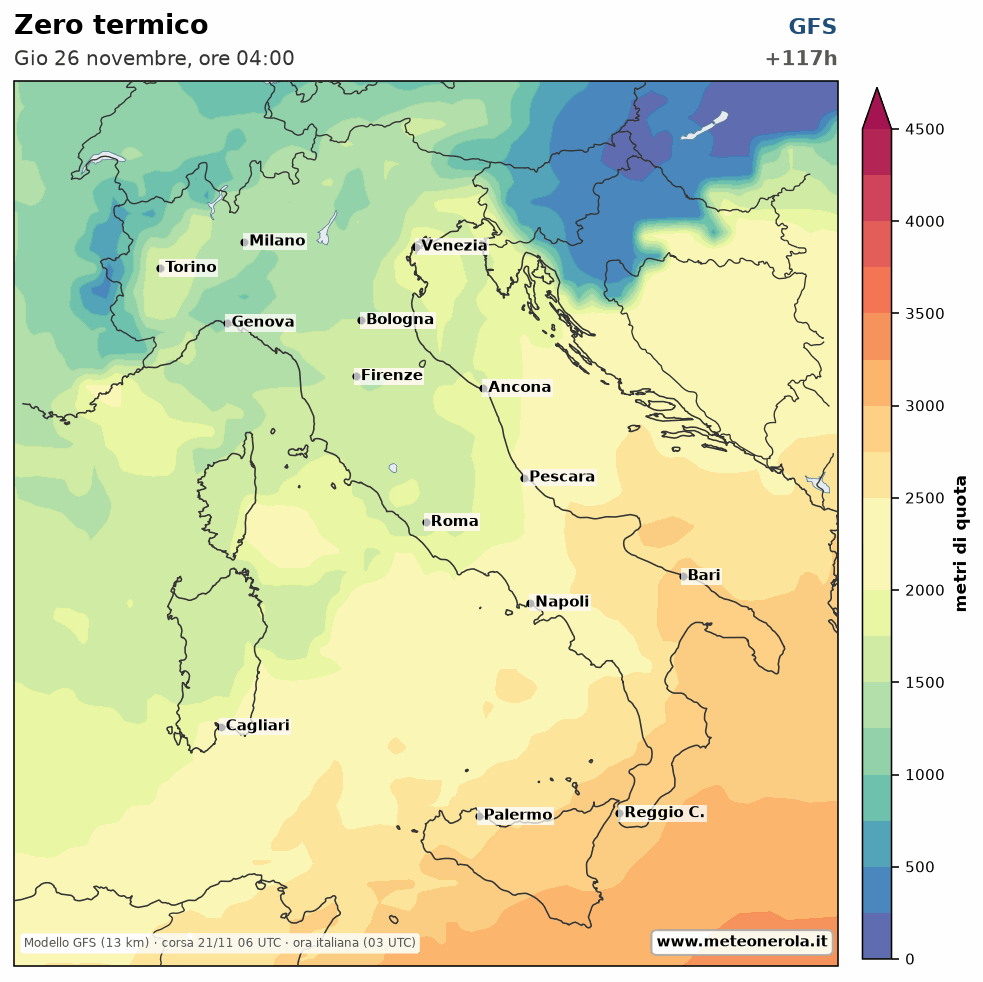 Zero termico
GFS
Gio 26 novembre, ore 04:00
+117h
4500
4000
3500
3000
2500
2000
1500
1000
500
0
metri di quota
Milano
Venezia
Torino
Genova
Bologna
Firenze
Ancona
Pescara
Roma
Bari
Napoli
Cagliari
Palermo
Reggio C.
Modello GFS (13 km) · corsa 21/11 06 UTC · ora italiana (03 UTC)
www.meteonerola.it